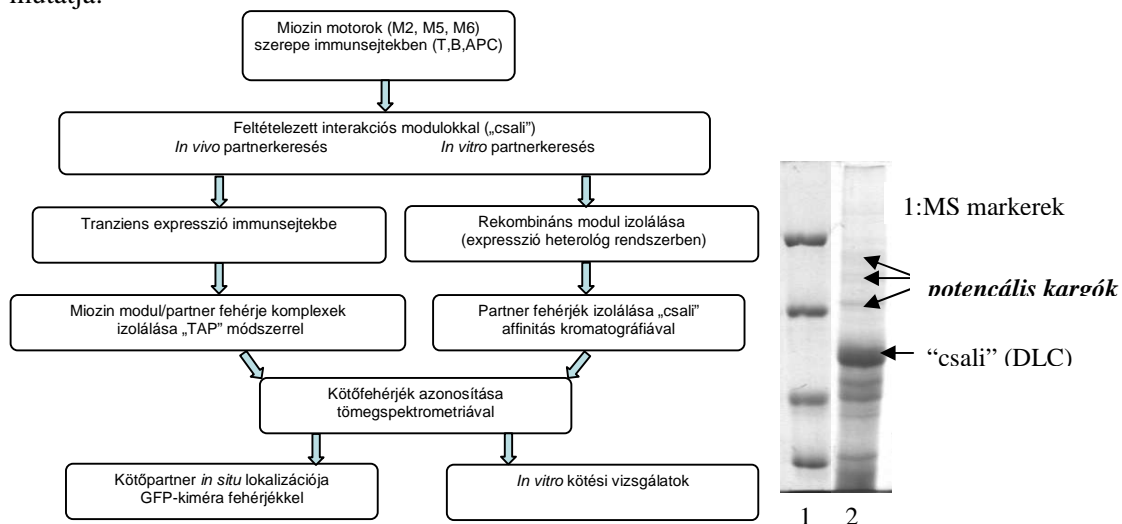 mutatja.
Miozin motorok (M2, M5, M6)
szerepe immunsejtekben (T,B,APC)
Feltételezett interakciós modulokkal („csali”)
In vivo partnerkeresés In vitro partnerkeresés
Tranziens expresszió immunsejtekbe
Rekombináns modul izolálása
(expresszió heterológ rendszerben)
Miozin modul/partner fehérje komplexek
izolálása „TAP” módszerrel
Partner fehérjék izolálása „csali”
affinitás kromatográfiával
Kötőfehérjék azonosítása
tömegspektrometriával
Kötőpartner in situ lokalizációja
GFP-kiméra fehérjékkel
In vitro kötési vizsgálatok
1:MS markerek
potencális kargók
“csali” (DLC)
1 2